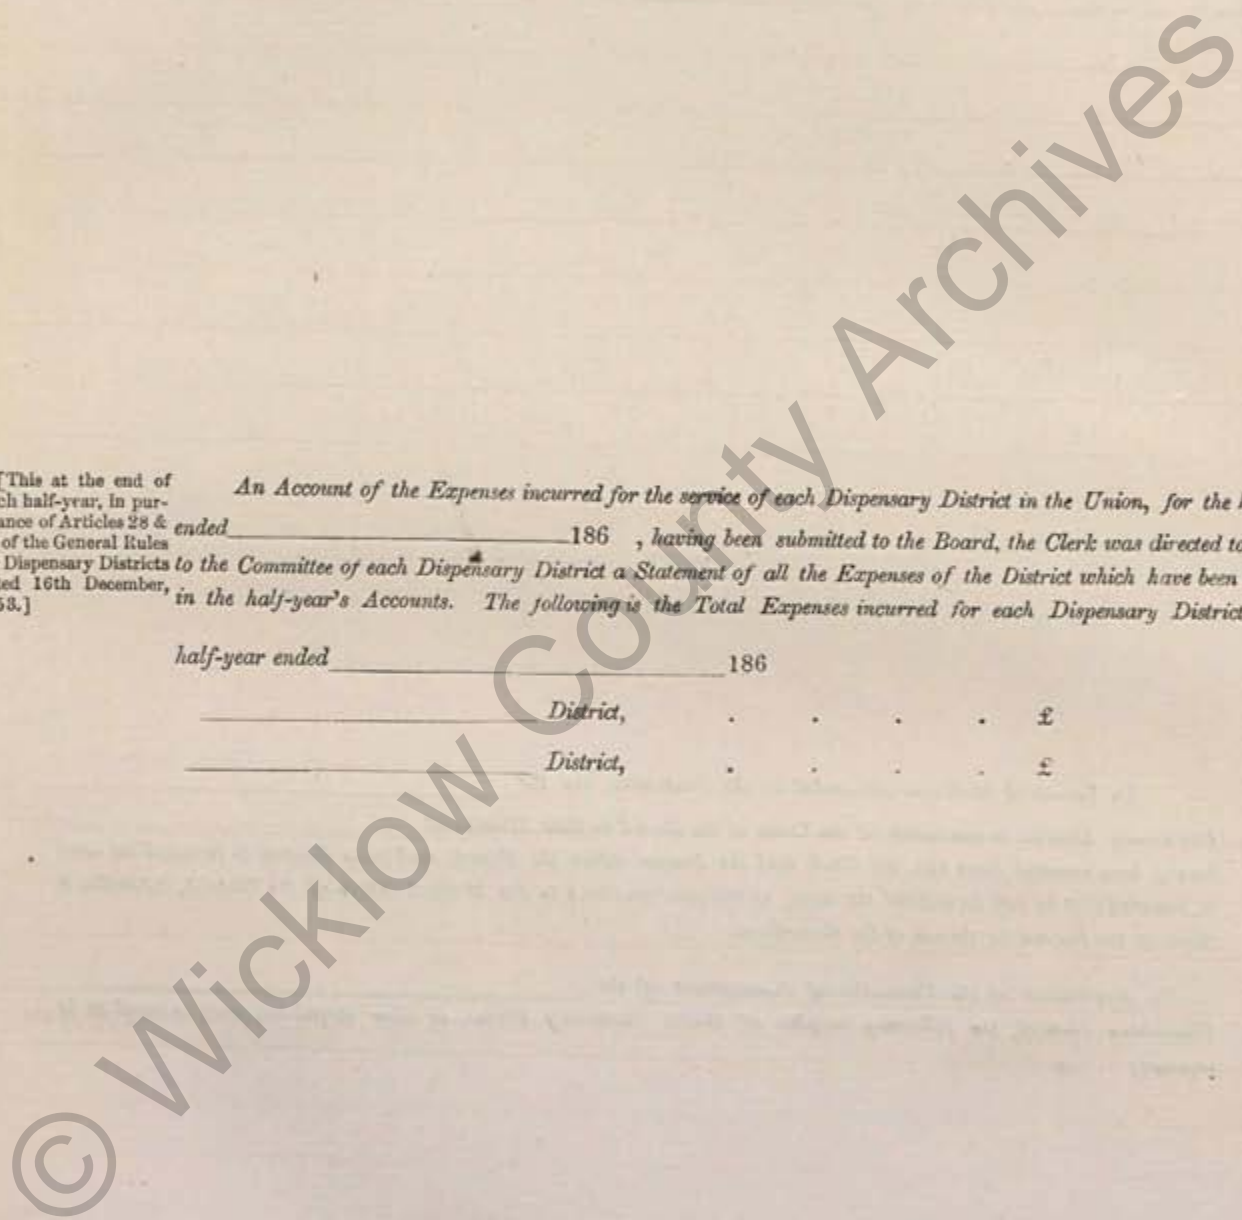 [This at the end of
ch half-year, in pur-
ance of Articles 28 &
of the General Rules
Dispensary Districts
ed 16th December,
53.]
An Account of the Expenses incurred for the service of each Dispensary District in the Union, for the
ended 186 , having been submitted to the Board, the Clerk was directed to
to the Committee of each Dispensary District a Statement of all the Expenses of the District which have been
in the half-year's Accounts. The following is the Total Expenses incurred for each Dispensary District
half-year ended 186
District, . . . . £
District, . . . . £
© Wicklow County Archives